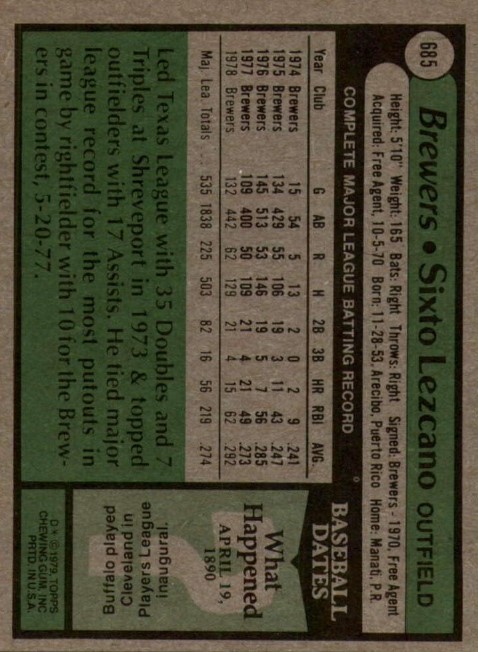 685
Brewers • Sixto Lezcano OUTFIELD
Height: 5'10" Weight: 165 Bats: Right Throws: Right Signed: Brewers - 1970, Free Agent
Acquired: Free Agent, 10-5-70 Born: 11-28-53, Arecibo, Puerto Rico Home: Manati, P.R.
COMPLETE MAJOR LEAGUE BATTING RECORD
Year Club G AB R H 2B 3B HR RBI AVG.
1974 Brewers 15 54 5 13 2 0 2 9 .241
1975 Brewers 134 429 55 106 19 3 11 43 .247
1976 Brewers 145 513 53 146 19 5 7 56 .285
1977 Brewers 109 400 50 109 21 4 21 49 .273
1978 Brewers 132 442 62 129 21 4 15 62 .292
Maj. Lea. Totals 535 1838 225 503 82 16 56 219 .274
Led Texas League with 35 Doubles and 7
Triples at Shreveport in 1973 & topped
outfielders with 17 Assists. He tied major
league record for the most putouts in
game by rightfielder with 10 for the Brew-
ers in contest, 5-20-77.
BASEBALL
DATES
What
Happened
APRIL 19,
1890
Players League
inaugural.
Cleveland in
Buffalo played
D* © 1979 TOPPS
CHEWING GUM, INC.
PRTD. IN U.S.A.